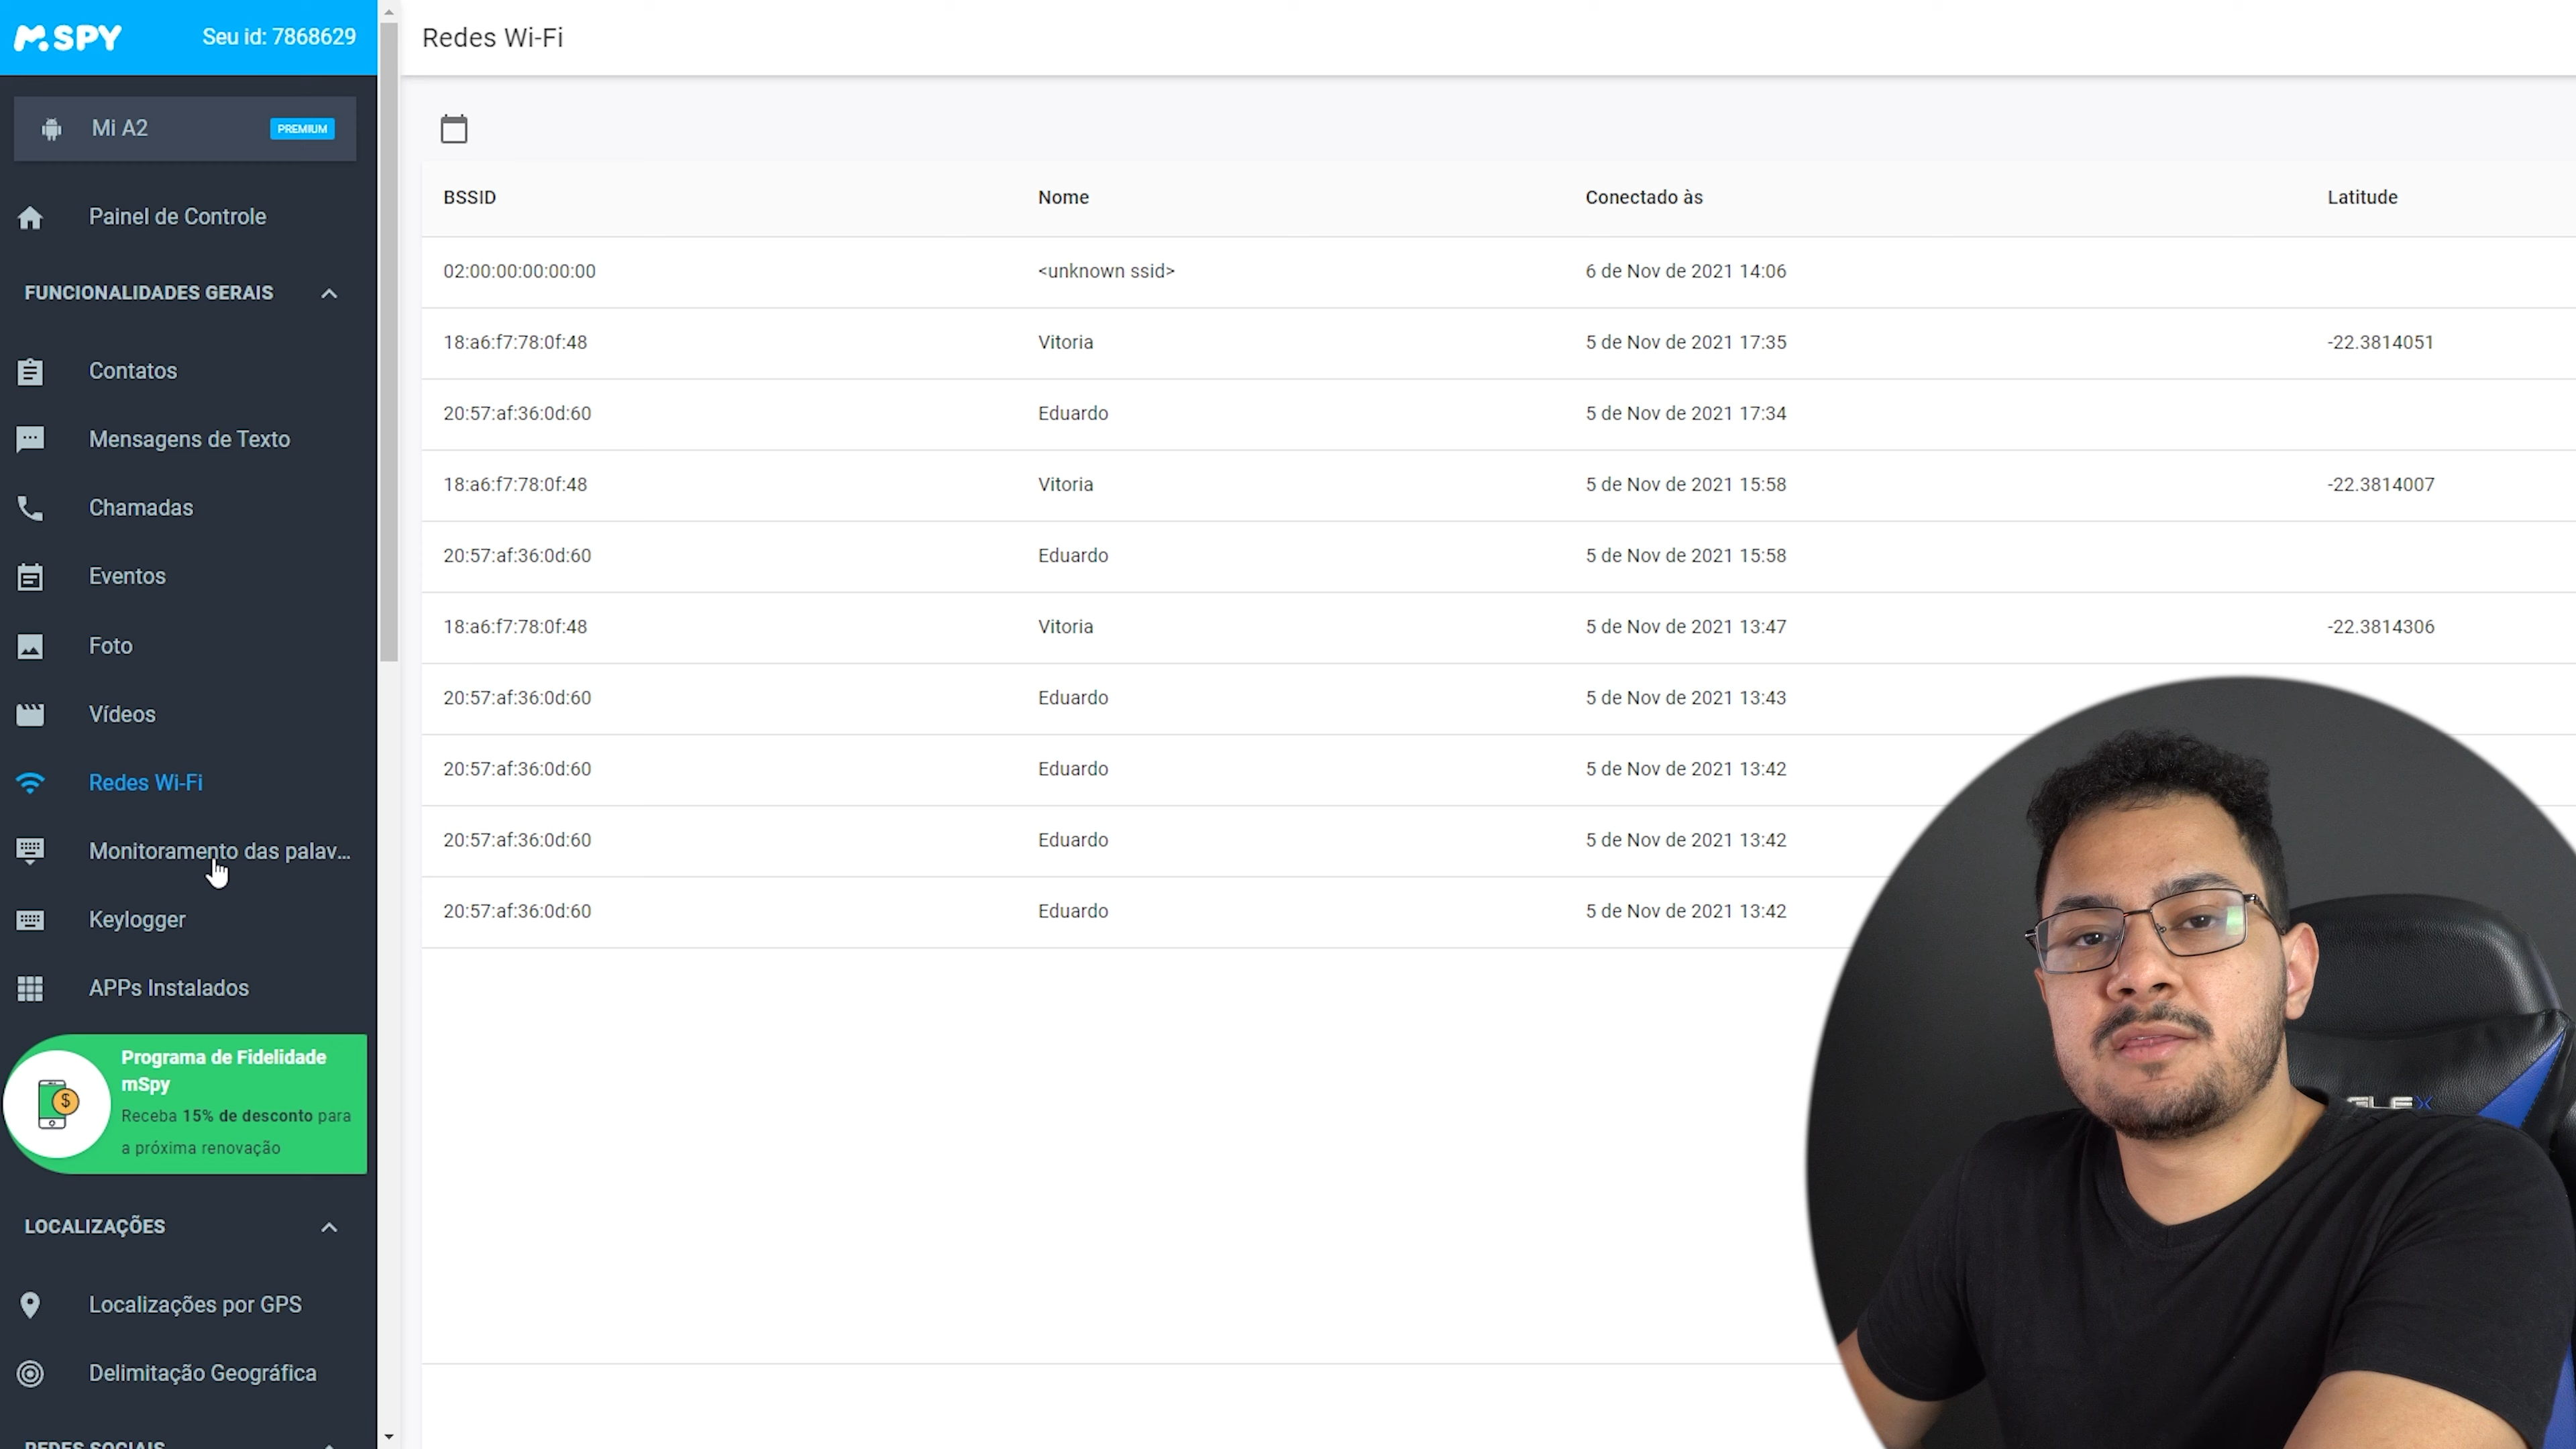 mSPY
Seu id: 7868629
Redes Wi-Fi
Mi A2
PREMIUM
Painel de Controle
FUNCIONALIDADES GERAIS
Contatos
Mensagens de Texto
Chamadas
Eventos
Foto
Vídeos
Redes Wi-Fi
Monitoramento das palav...
Keylogger
APPs Instalados
Programa de Fidelidade
mSpy
Receba 15% de desconto para
a próxima renovação
LOCALIZAÇÕES
Localizações por GPS
Delimitação Geográfica
REDES SOCIAIS
BSSID Nome Conectado às Latitude
02:00:00:00:00:00 <unknown ssid> 6 de Nov de 2021 14:06
18:a6:f7:78:0f:48 Vitoria 5 de Nov de 2021 17:35 -22.3814051
20:57:af:36:0d:60 Eduardo 5 de Nov de 2021 17:34
18:a6:f7:78:0f:48 Vitoria 5 de Nov de 2021 15:58 -22.3814007
20:57:af:36:0d:60 Eduardo 5 de Nov de 2021 15:58
18:a6:f7:78:0f:48 Vitoria 5 de Nov de 2021 13:47 -22.3814306
20:57:af:36:0d:60 Eduardo 5 de Nov de 2021 13:43
20:57:af:36:0d:60 Eduardo 5 de Nov de 2021 13:42
20:57:af:36:0d:60 Eduardo 5 de Nov de 2021 13:42
20:57:af:36:0d:60 Eduardo 5 de Nov de 2021 13:42